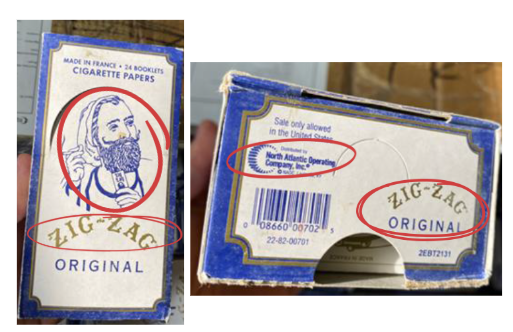 MADE IN FRANCE • 24 BOOKLETS
CIGARETTE PAPERS
ZIG-ZAG
ORIGINAL
Sale only allowed
in the United States
Distributed by
North Atlantic Operating
Company, Inc.®
ZIG-ZAG
ORIGINAL
0 08660 00702 5
22-82-00701
2EBT2131